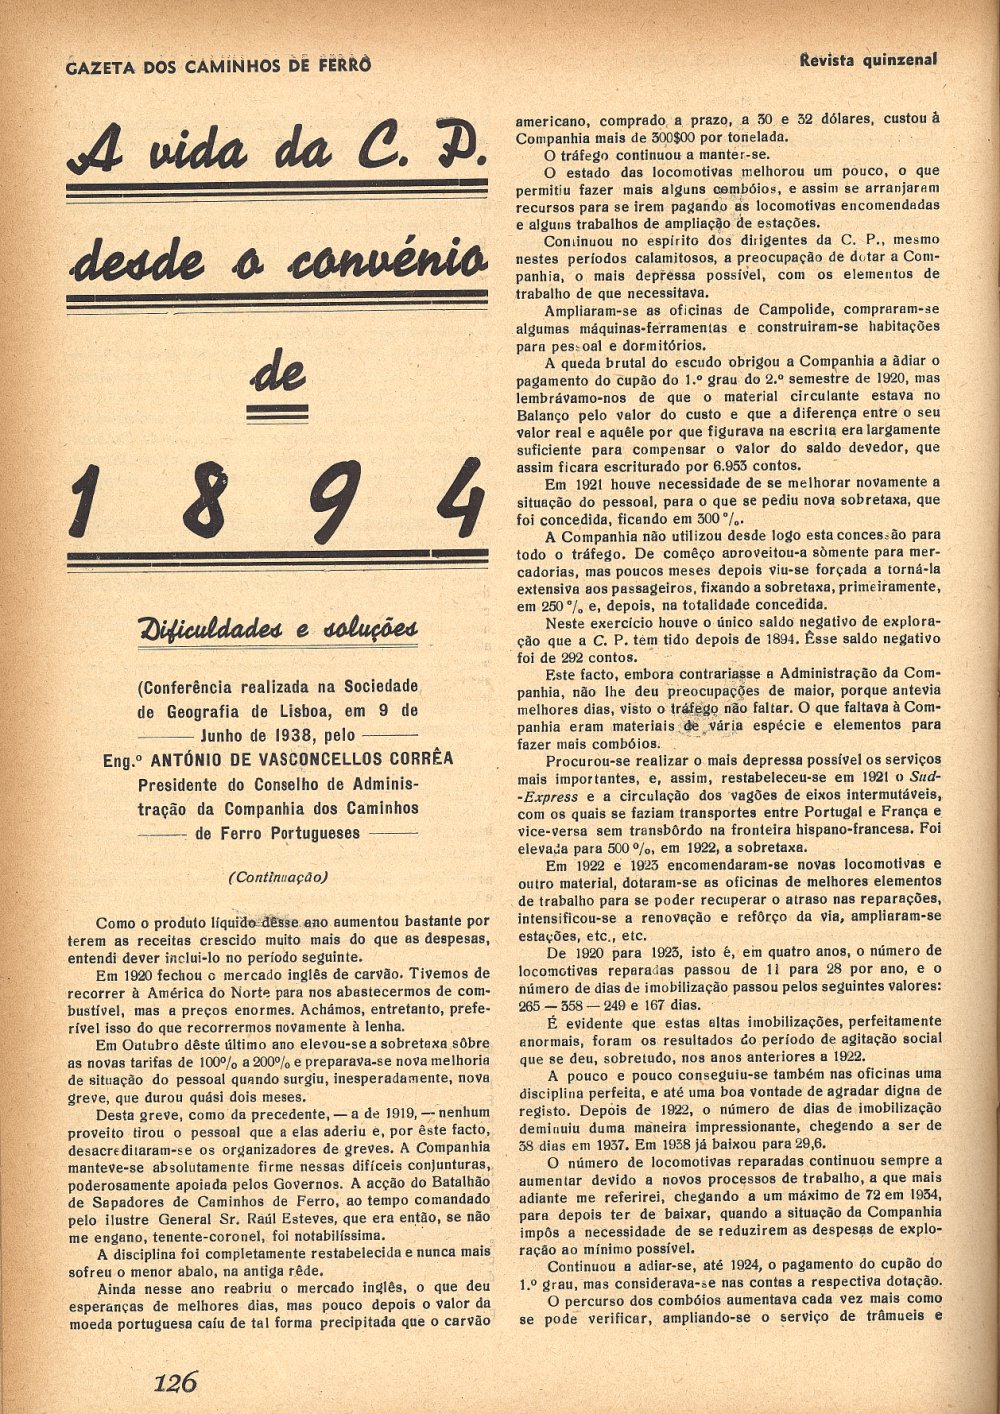 GAZETA DOS CAMINHOS DE FERRO
Revista quinzenal
A vida da C. P.
desde o convénio
de
1894
Dificuldades e soluções
(Conferência realizada na Sociedade
de Geografia de Lisboa, em 9 de
Junho de 1938, pelo
Eng.º ANTÓNIO DE VASCONCELLOS CORRÊA
Presidente do Conselho de Adminis-
tração da Companhia dos Caminhos
de Ferro Portugueses
(Continuação)
Como o produto líquido dêsse ano aumentou bastante por
terem as receitas crescido muito mais do que as despesas,
entendi dever inclui-lo no período seguinte.
Em 1920 fechou o mercado inglês de carvão. Tivemos de
recorrer à América do Norte para nos abastecermos de com-
bustível, mas a preços enormes. Achámos, entretanto, prefe-
rível isso do que recorrermos novamente à lenha.
Em Outubro dêste último ano elevou-se a sobretaxa sôbre
as novas tarifas de 100% a 200% e preparava-se nova melhoria
de situação do pessoal quando surgiu, inesperadamente, nova
greve, que durou quási dois meses.
Desta greve, como da precedente, — a de 1919, — nenhum
proveito tirou o pessoal que a elas aderiu e, por êste facto,
desacreditaram-se os organizadores de greves. A Companhia
manteve-se absolutamente firme nessas difíceis conjunturas,
poderosamente apoiada pelos Governos. A acção do Batalhão
de Sapadores de Caminhos de Ferro, ao tempo comandado
pelo ilustre General Sr. Raúl Esteves, que era então, se não
me engano, tenente-coronel, foi notabilíssima.
A disciplina foi completamente restabelecida e nunca mais
sofreu o menor abalo, na antiga rêde.
Ainda nesse ano reabriu o mercado inglês, o que deu
esperanças de melhores dias, mas pouco depois o valor da
moeda portuguesa caíu de tal forma precipitada que o carvão
americano, comprado a prazo, a 30 e 32 dólares, custou à
Companhia mais de 300$00 por tonelada.
O tráfego continuou a manter-se.
O estado das locomotivas melhorou um pouco, o que
permitiu fazer mais alguns combóios, e assim se arranjaram
recursos para se irem pagando as locomotivas encomendadas
e alguns trabalhos de ampliação de estações.
Continuou no espírito dos dirigentes da C. P., mesmo
nestes períodos calamitosos, a preocupação de dotar a Com-
panhia, o mais depressa possível, com os elementos de
trabalho de que necessitava.
Ampliaram-se as oficinas de Campolide, compraram-se
algumas máquinas-ferramentas e construiram-se habitações
para pessoal e dormitórios.
A queda brutal do escudo obrigou a Companhia a àdiar o
pagamento do cupão do 1.º grau do 2.º semestre de 1920, mas
lembrávamo-nos de que o material circulante estava no
Balanço pelo valor do custo e que a diferença entre o seu
valor real e aquêle por que figurava na escrita era largamente
suficiente para compensar o valor do saldo devedor, que
assim ficara escriturado por 6.953 contos.
Em 1921 houve necessidade de se melhorar novamente a
situação do pessoal, para o que se pediu nova sobretaxa, que
foi concedida, ficando em 300 %.
A Companhia não utilizou desde logo esta concessão para
todo o tráfego. De comêço aproveitou-a sòmente para mer-
cadorias, mas poucos meses depois viu-se forçada a torná-la
extensiva aos passageiros, fixando a sobretaxa, primeiramente,
em 250 % e, depois, na totalidade concedida.
Neste exercício houve o único saldo negativo de explora-
ção que a C. P. tem tido depois de 1894. Êsse saldo negativo
foi de 292 contos.
Este facto, embora contrariasse a Administração da Com-
panhia, não lhe deu preocupações de maior, porque antevia
melhores dias, visto o tráfego não faltar. O que faltava à Com-
panhia eram materiais de vária espécie e elementos para
fazer mais combóios.
Procurou-se realizar o mais depressa possível os serviços
mais importantes, e, assim, restabeleceu-se em 1921 o Sud-
-Express e a circulação dos vagões de eixos intermutáveis,
com os quais se faziam transportes entre Portugal e França e
vice-versa sem transbôrdo na fronteira hispano-francesa. Foi
elevada para 500 %, em 1922, a sobretaxa.
Em 1922 e 1923 encomendaram-se novas locomotivas e
outro material, dotaram-se as oficinas de melhores elementos
de trabalho para se poder recuperar o atraso nas reparações,
intensificou-se a renovação e refôrço da via, ampliaram-se
estações, etc., etc.
De 1920 para 1923, isto é, em quatro anos, o número de
locomotivas reparadas passou de 11 para 28 por ano, e o
número de dias de imobilização passou pelos seguintes valores:
265 — 358 — 249 e 167 dias.
É evidente que estas altas imobilizações, perfeitamente
anormais, foram os resultados do período de agitação social
que se deu, sobretudo, nos anos anteriores a 1922.
A pouco e pouco conseguiu-se também nas oficinas uma
disciplina perfeita, e até uma boa vontade de agradar digna de
registo. Depois de 1922, o número de dias de imobilização
deminuiu duma maneira impressionante, chegando a ser de
38 dias em 1937. Em 1938 já baixou para 29,6.
O número de locomotivas reparadas continuou sempre a
aumentar devido a novos processos de trabalho, a que mais
adiante me referirei, chegando a um máximo de 72 em 1934,
para depois ter de baixar, quando a situação da Companhia
impôs a necessidade de se reduzirem as despesas de explo-
ração ao mínimo possível.
Continuou a adiar-se, até 1924, o pagamento do cupão do
1.º grau, mas considerava-se nas contas a respectiva dotação.
O percurso dos combóios aumentava cada vez mais como
se pode verificar, ampliando-se o serviço de trâmueis e
126